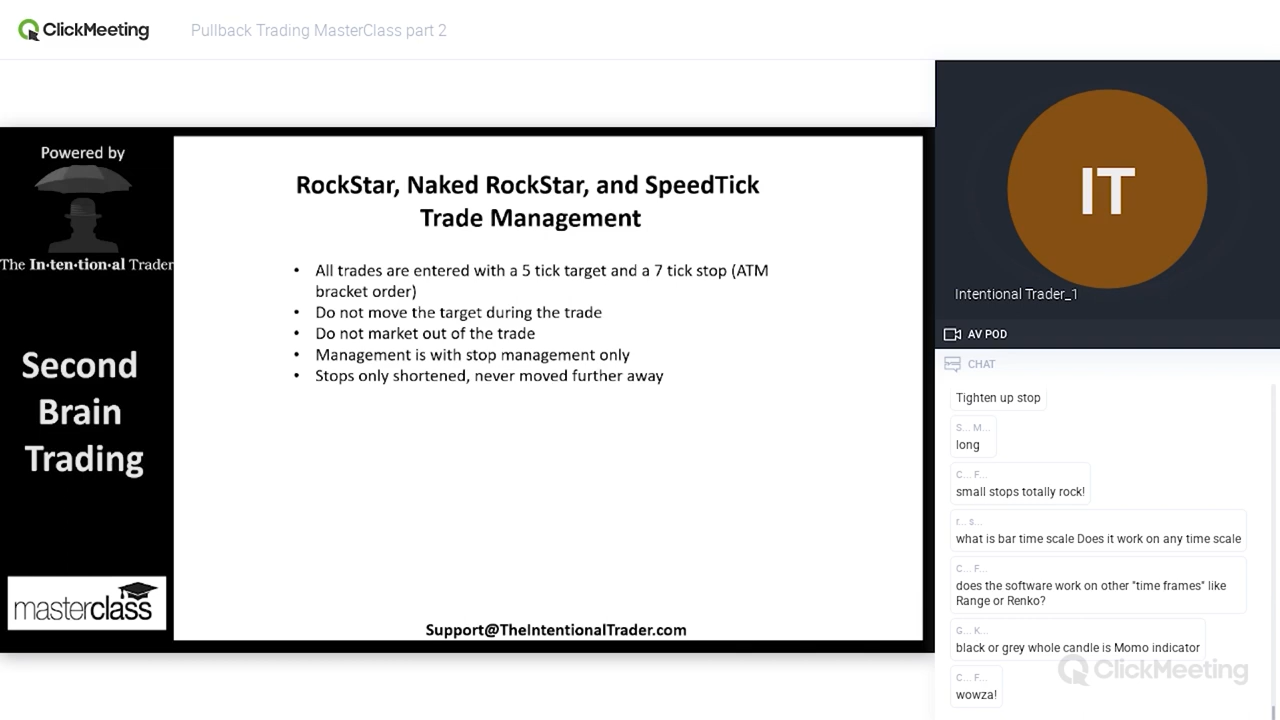 ClickMeeting
Pullback Trading MasterClass part 2
Powered by
The In·ten·tion·al Trader
Second
Brain
Trading
masterclass
RockStar, Naked RockStar, and SpeedTick
Trade Management
• All trades are entered with a 5 tick target and a 7 tick stop (ATM
bracket order)
• Do not move the target during the trade
• Do not market out of the trade
• Management is with stop management only
• Stops only shortened, never moved further away
Support@TheIntentionalTrader.com
IT
Intentional Trader_1
AV POD
CHAT
Tighten up stop
S... M...
long
C... F...
small stops totally rock!
r... s...
what is bar time scale Does it work on any time scale
C... F...
does the software work on other "time frames" like
Range or Renko?
G... K...
black or grey whole candle is Momo indicator
C... F...
wowza!
ClickMeeting